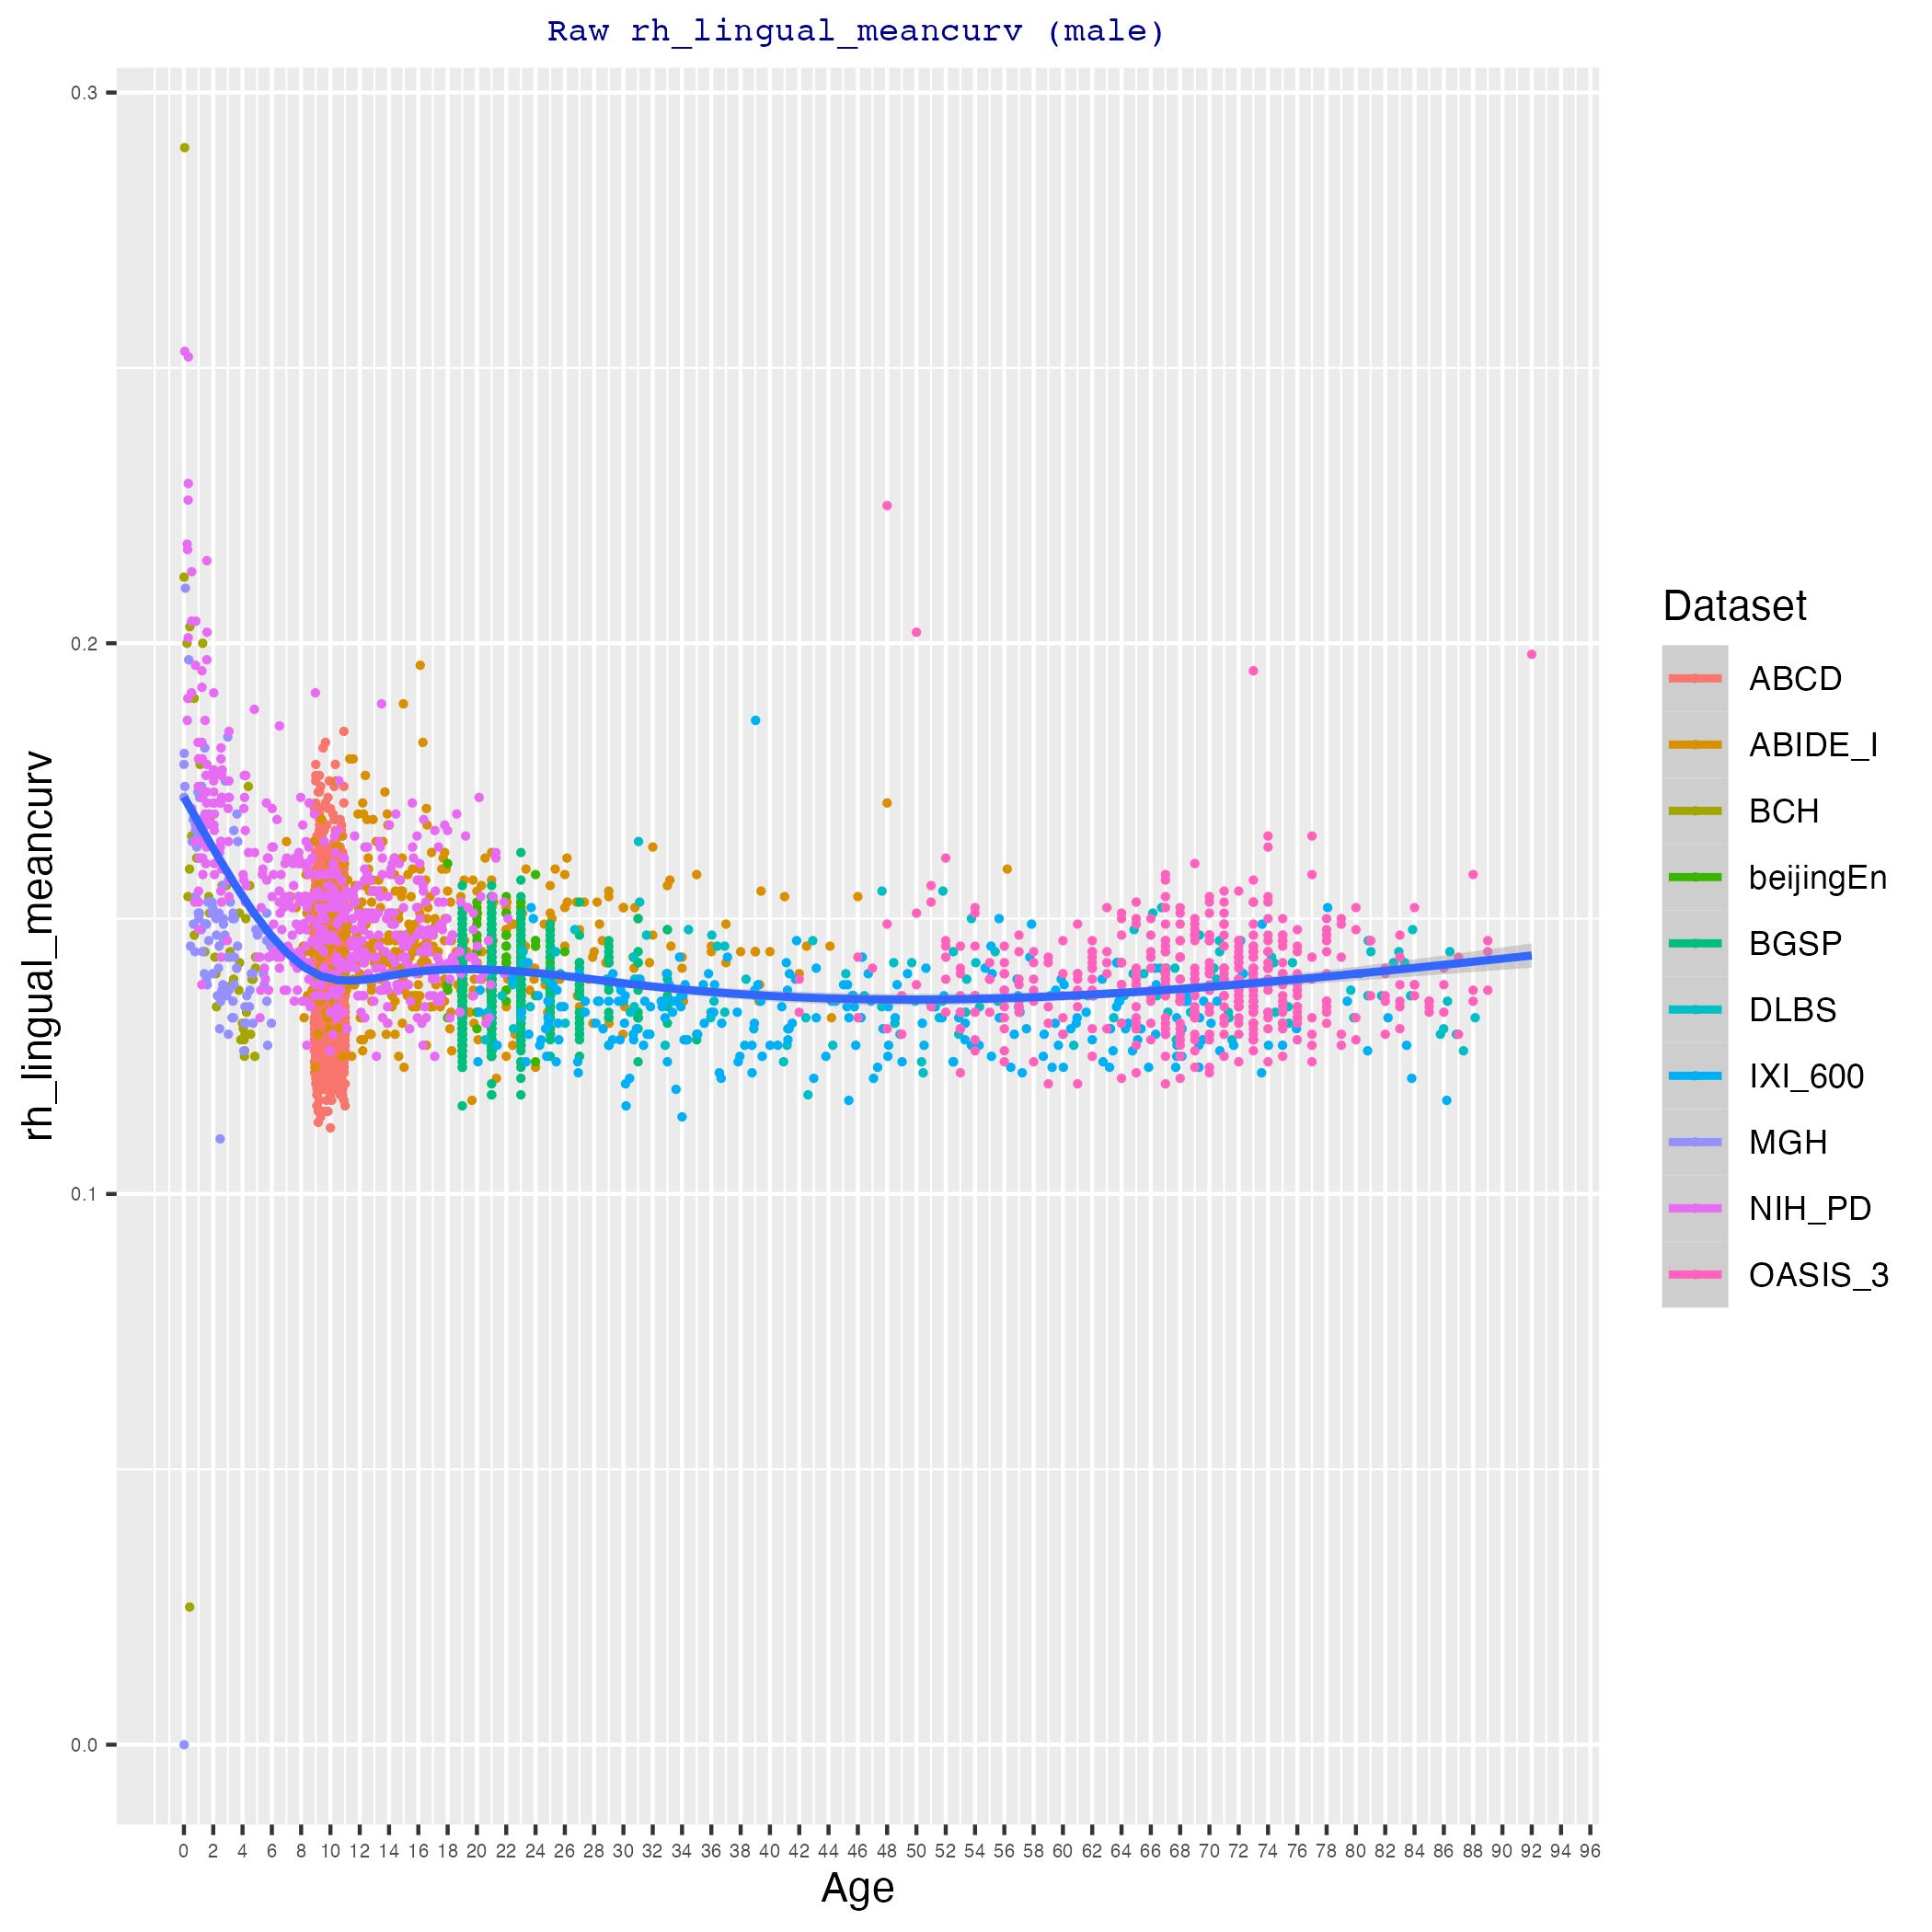 Raw rh_lingual_meancurv (male)
0.3
0.2
0.1
0.0
rh_lingual_meancurv
0 2 4 6 8 10 12 14 16 18 20 22 24 26 28 30 32 34 36 38 40 42 44 46 48 50 52 54 56 58 60 62 64 66 68 70 72 74 76 78 80 82 84 86 88 90 92 94 96
Age
Dataset
ABCD
ABIDE_I
BCH
beijingEn
BGSP
DLBS
IXI_600
MGH
NIH_PD
OASIS_3